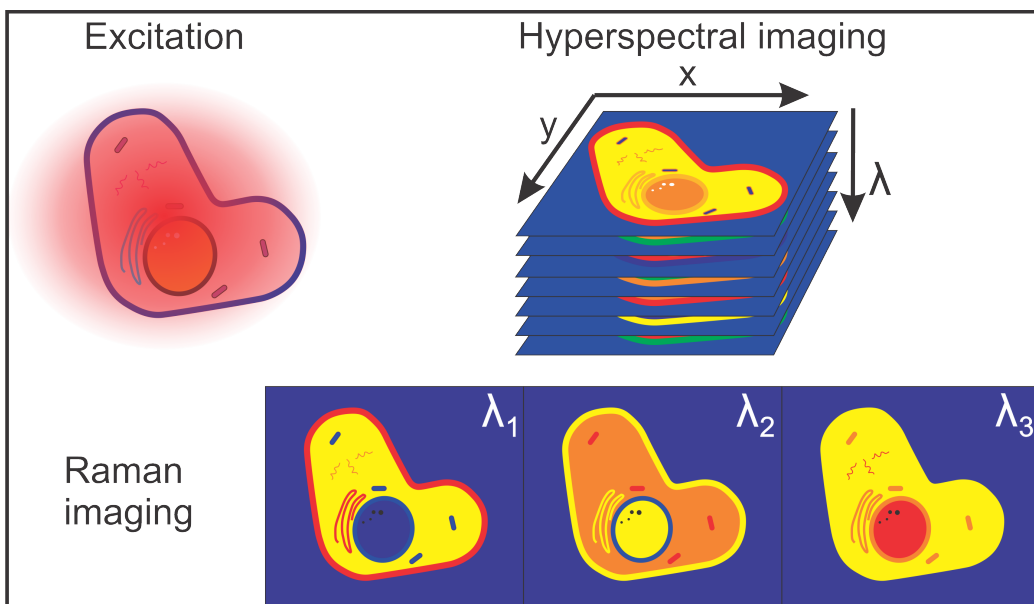 Excitation
Hyperspectral imaging
x
y
λ
λ1
λ2
λ3
Raman
imaging